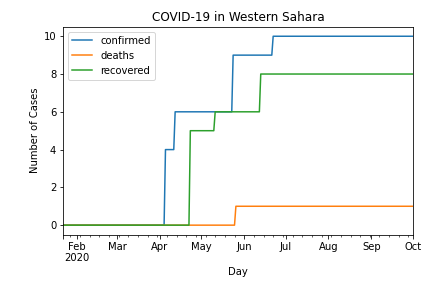 COVID-19 in Western Sahara
confirmed
deaths
recovered
Number of Cases
10
8
6
4
2
0
Feb Mar Apr May Jun Jul Aug Sep Oct
2020
Day